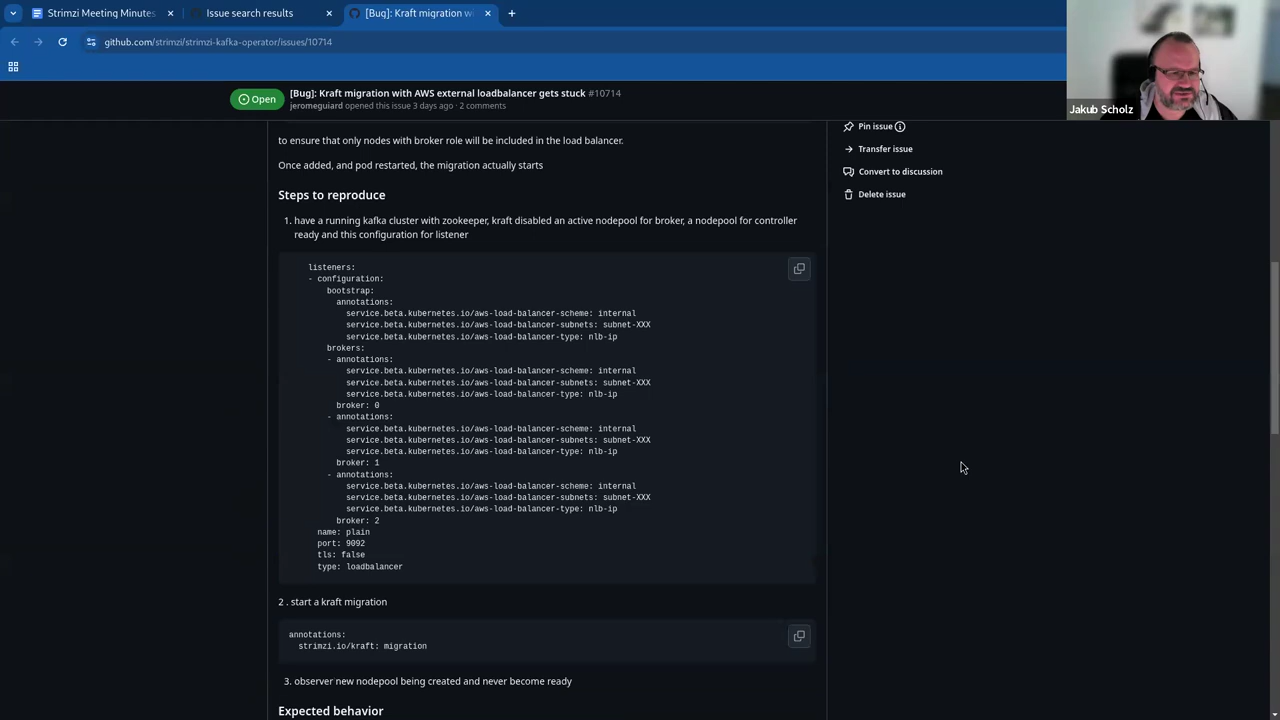 Strimzi Meeting Minutes
Issue search results
[Bug]: Kraft migration wi
github.com/strimzi/strimzi-kafka-operator/issues/10714
Jakub Scholz
Open
[Bug]: Kraft migration with AWS external loadbalancer gets stuck #10714
jeromeguiard opened this issue 3 days ago · 2 comments
to ensure that only nodes with broker role will be included in the load balancer.
Once added, and pod restarted, the migration actually starts
Steps to reproduce
1. have a running kafka cluster with zookeeper, kraft disabled an active nodepool for broker, a nodepool for controller
ready and this configuration for listener
listeners:
- configuration:
bootstrap:
annotations:
service.beta.kubernetes.io/aws-load-balancer-scheme: internal
service.beta.kubernetes.io/aws-load-balancer-subnets: subnet-XXX
service.beta.kubernetes.io/aws-load-balancer-type: nlb-ip
brokers:
- annotations:
service.beta.kubernetes.io/aws-load-balancer-scheme: internal
service.beta.kubernetes.io/aws-load-balancer-subnets: subnet-XXX
service.beta.kubernetes.io/aws-load-balancer-type: nlb-ip
broker: 0
- annotations:
service.beta.kubernetes.io/aws-load-balancer-scheme: internal
service.beta.kubernetes.io/aws-load-balancer-subnets: subnet-XXX
service.beta.kubernetes.io/aws-load-balancer-type: nlb-ip
broker: 1
- annotations:
service.beta.kubernetes.io/aws-load-balancer-scheme: internal
service.beta.kubernetes.io/aws-load-balancer-subnets: subnet-XXX
service.beta.kubernetes.io/aws-load-balancer-type: nlb-ip
broker: 2
name: plain
port: 9092
tls: false
type: loadbalancer
2 . start a kraft migration
annotations:
strimzi.io/kraft: migration
3. observer new nodepool being created and never become ready
Expected behavior
Pin issue
Transfer issue
Convert to discussion
Delete issue